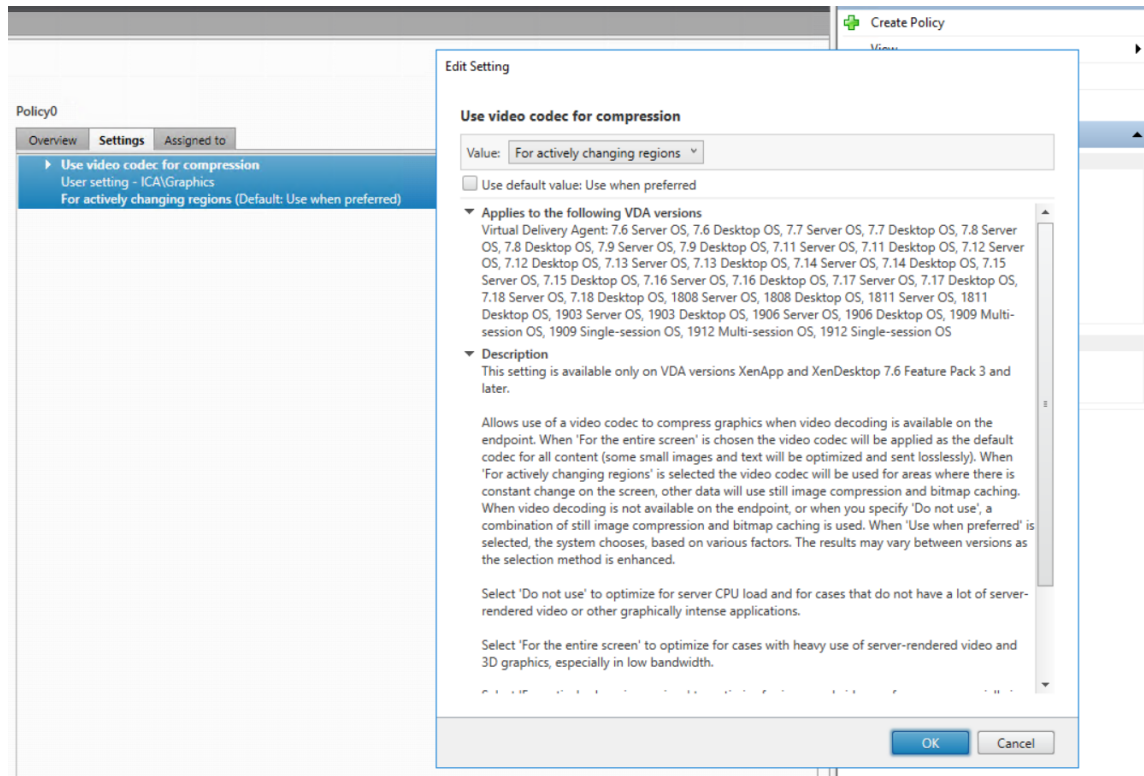 Create Policy
View
Edit Setting
Policy0
Overview Settings Assigned to
Use video codec for compression
User setting - ICA\Graphics
For actively changing regions (Default: Use when preferred)
Use video codec for compression
Value: For actively changing regions
Use default value: Use when preferred
Applies to the following VDA versions
Virtual Delivery Agent: 7.6 Server OS, 7.6 Desktop OS, 7.7 Server OS, 7.7 Desktop OS, 7.8 Server
OS, 7.8 Desktop OS, 7.9 Server OS, 7.9 Desktop OS, 7.11 Server OS, 7.11 Desktop OS, 7.12 Server
OS, 7.12 Desktop OS, 7.13 Server OS, 7.13 Desktop OS, 7.14 Server OS, 7.14 Desktop OS, 7.15
Server OS, 7.15 Desktop OS, 7.16 Server OS, 7.16 Desktop OS, 7.17 Server OS, 7.17 Desktop OS,
7.18 Server OS, 7.18 Desktop OS, 1808 Server OS, 1808 Desktop OS, 1811 Server OS, 1811
Desktop OS, 1903 Server OS, 1903 Desktop OS, 1906 Server OS, 1906 Desktop OS, 1909 Multi-
session OS, 1909 Single-session OS, 1912 Multi-session OS, 1912 Single-session OS
Description
This setting is available only on VDA versions XenApp and XenDesktop 7.6 Feature Pack 3 and
later.
Allows use of a video codec to compress graphics when video decoding is available on the
endpoint. When 'For the entire screen' is chosen the video codec will be applied as the default
codec for all content (some small images and text will be optimized and sent losslessly). When
'For actively changing regions' is selected the video codec will be used for areas where there is
constant change on the screen, other data will use still image compression and bitmap caching.
When video decoding is not available on the endpoint, or when you specify 'Do not use', a
combination of still image compression and bitmap caching is used. When 'Use when preferred' is
selected, the system chooses, based on various factors. The results may vary between versions as
the selection method is enhanced.
Select 'Do not use' to optimize for server CPU load and for cases that do not have a lot of server-
rendered video or other graphically intense applications.
Select 'For the entire screen' to optimize for cases with heavy use of server-rendered video and
3D graphics, especially in low bandwidth.
OK Cancel